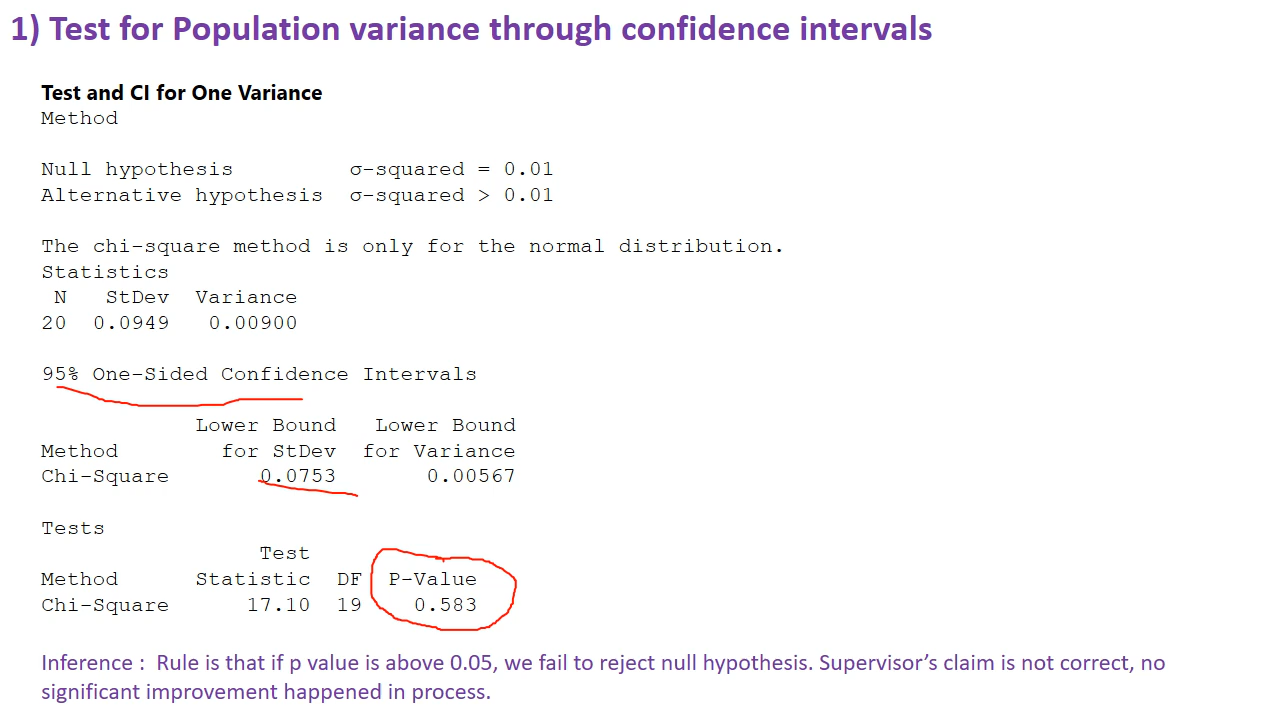 1) Test for Population variance through confidence intervals
Test and CI for One Variance
Method
Null hypothesis σ-squared = 0.01
Alternative hypothesis σ-squared > 0.01
The chi-square method is only for the normal distribution.
Statistics
N StDev Variance
20 0.0949 0.00900
95% One-Sided Confidence Intervals
Lower Bound Lower Bound
Method for StDev for Variance
Chi-Square 0.0753 0.00567
Tests
Test
Method Statistic DF P-Value
Chi-Square 17.10 19 0.583
Inference : Rule is that if p value is above 0.05, we fail to reject null hypothesis. Supervisor’s claim is not correct, no
significant improvement happened in process.